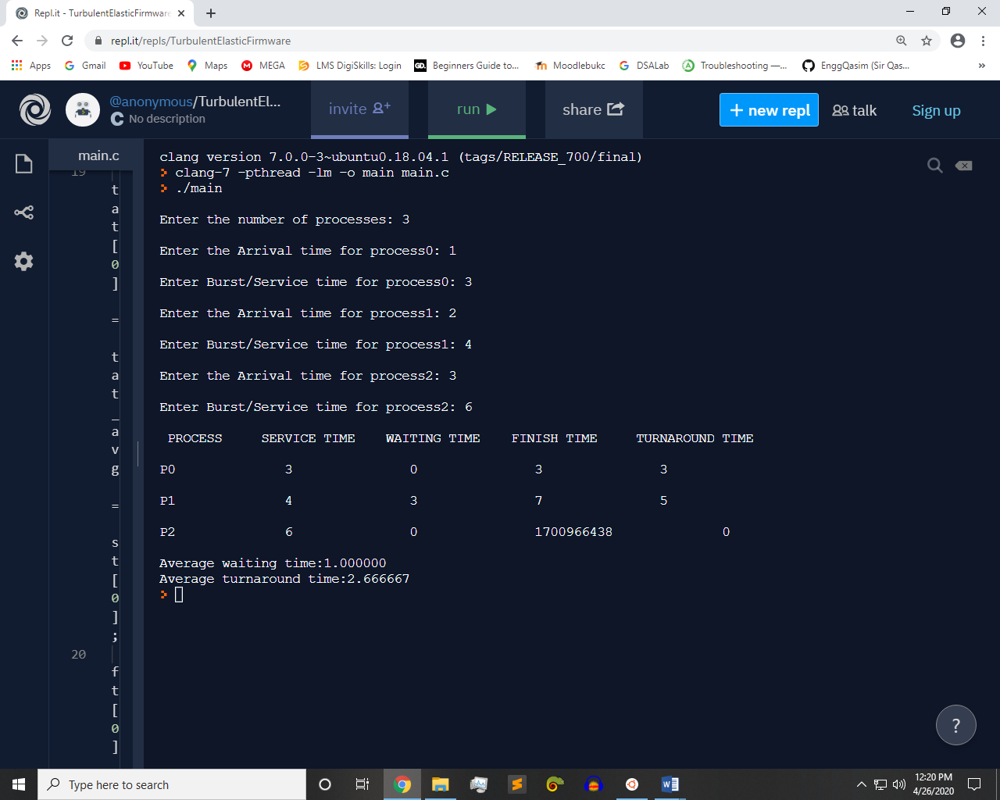 Repl.it - TurbulentElasticFirmware
repl.it/repls/TurbulentElasticFirmware
Apps Gmail YouTube Maps MEGA LMS DigiSkills: Login GD. Beginners Guide to... Moodlebukc DSALab Troubleshooting —... EnggQasim (Sir Qas... »
@anonymous/TurbulentEl...
C No description
invite
run
share
+ new repl
talk
Sign up
main.c
19
t
a
t
[
0
]
=
t
a
t
_
a
v
g
=
s
t
[
0
]
;
20
f
t
[
0
]
clang version 7.0.0-3~ubuntu0.18.04.1 (tags/RELEASE_700/final)
> clang-7 -pthread -lm -o main main.c
> ./main
Enter the number of processes: 3
Enter the Arrival time for process0: 1
Enter Burst/Service time for process0: 3
Enter the Arrival time for process1: 2
Enter Burst/Service time for process1: 4
Enter the Arrival time for process2: 3
Enter Burst/Service time for process2: 6
PROCESS SERVICE TIME WAITING TIME FINISH TIME TURNAROUND TIME
P0 3 0 3 3
P1 4 3 7 5
P2 6 0 1700966438 0
Average waiting time:1.000000
Average turnaround time:2.666667
>
?
Type here to search
12:20 PM
4/26/2020